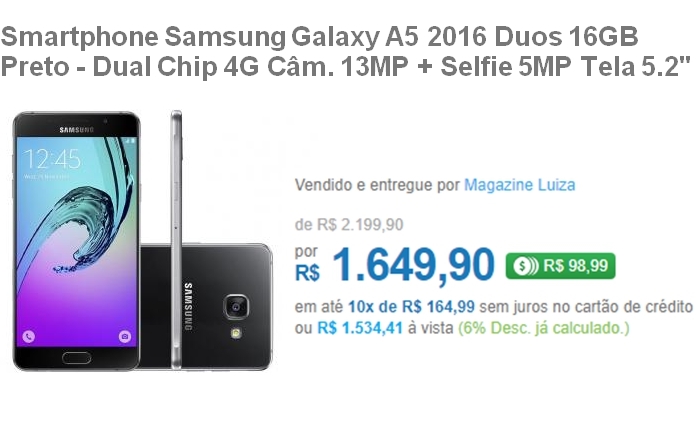 Smartphone Samsung Galaxy A5 2016 Duos 16GB
Preto - Dual Chip 4G Câm. 13MP + Selfie 5MP Tela 5.2"
SAMSUNG
12:45
SAMSUNG
Vendido e entregue por Magazine Luiza
de R$ 2.199,90
por
R$ 1.649,90 $ R$ 98,99
em até 10x de R$ 164,99 sem juros no cartão de crédito
ou R$ 1.534,41 à vista (6% Desc. já calculado.)